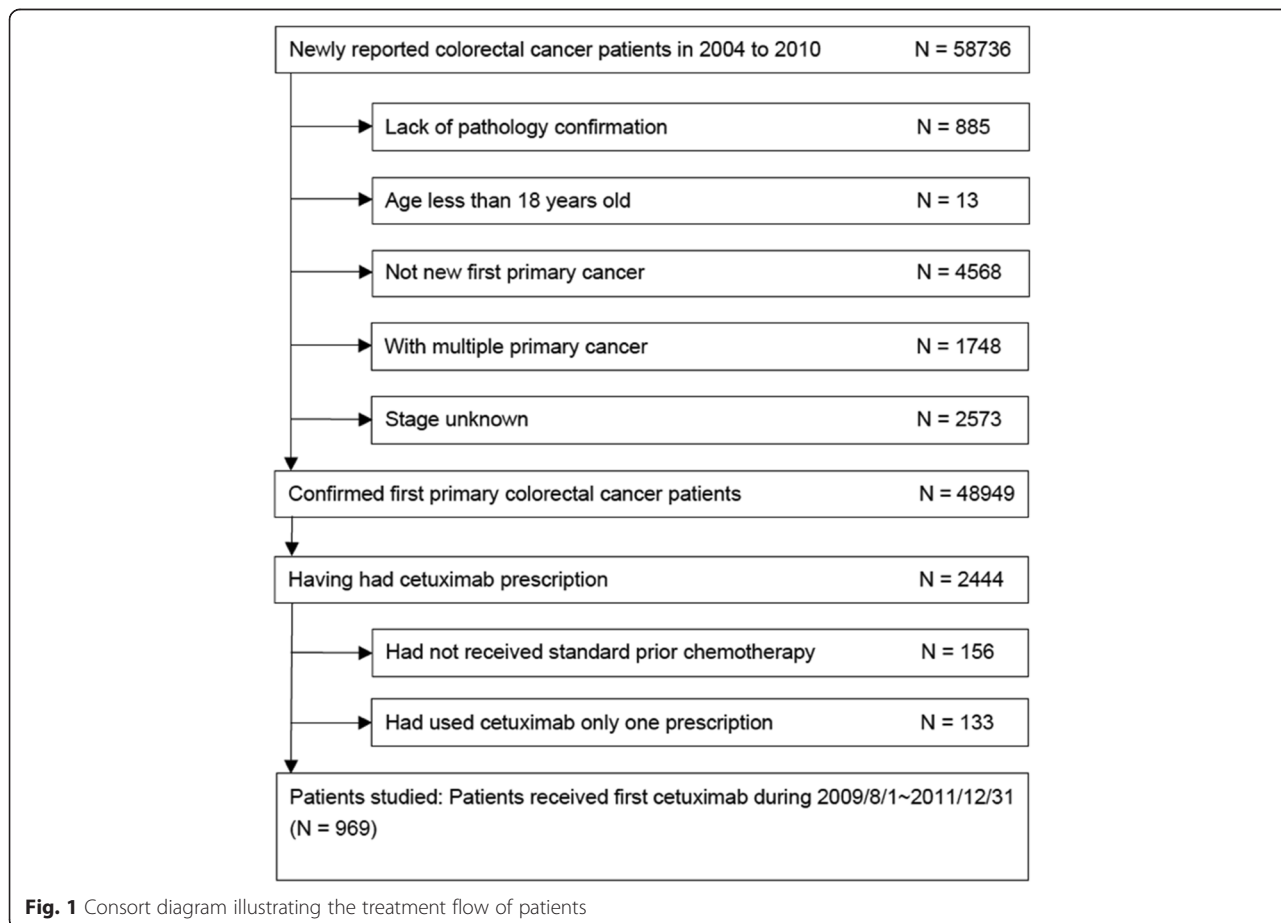 Newly reported colorectal cancer patients in 2004 to 2010 N = 58736
Lack of pathology confirmation N = 885
Age less than 18 years old N = 13
Not new first primary cancer N = 4568
With multiple primary cancer N = 1748
Stage unknown N = 2573
Confirmed first primary colorectal cancer patients N = 48949
Having had cetuximab prescription N = 2444
Had not received standard prior chemotherapy N = 156
Had used cetuximab only one prescription N = 133
Patients studied: Patients received first cetuximab during 2009/8/1~2011/12/31
(N = 969)
Fig. 1 Consort diagram illustrating the treatment flow of patients